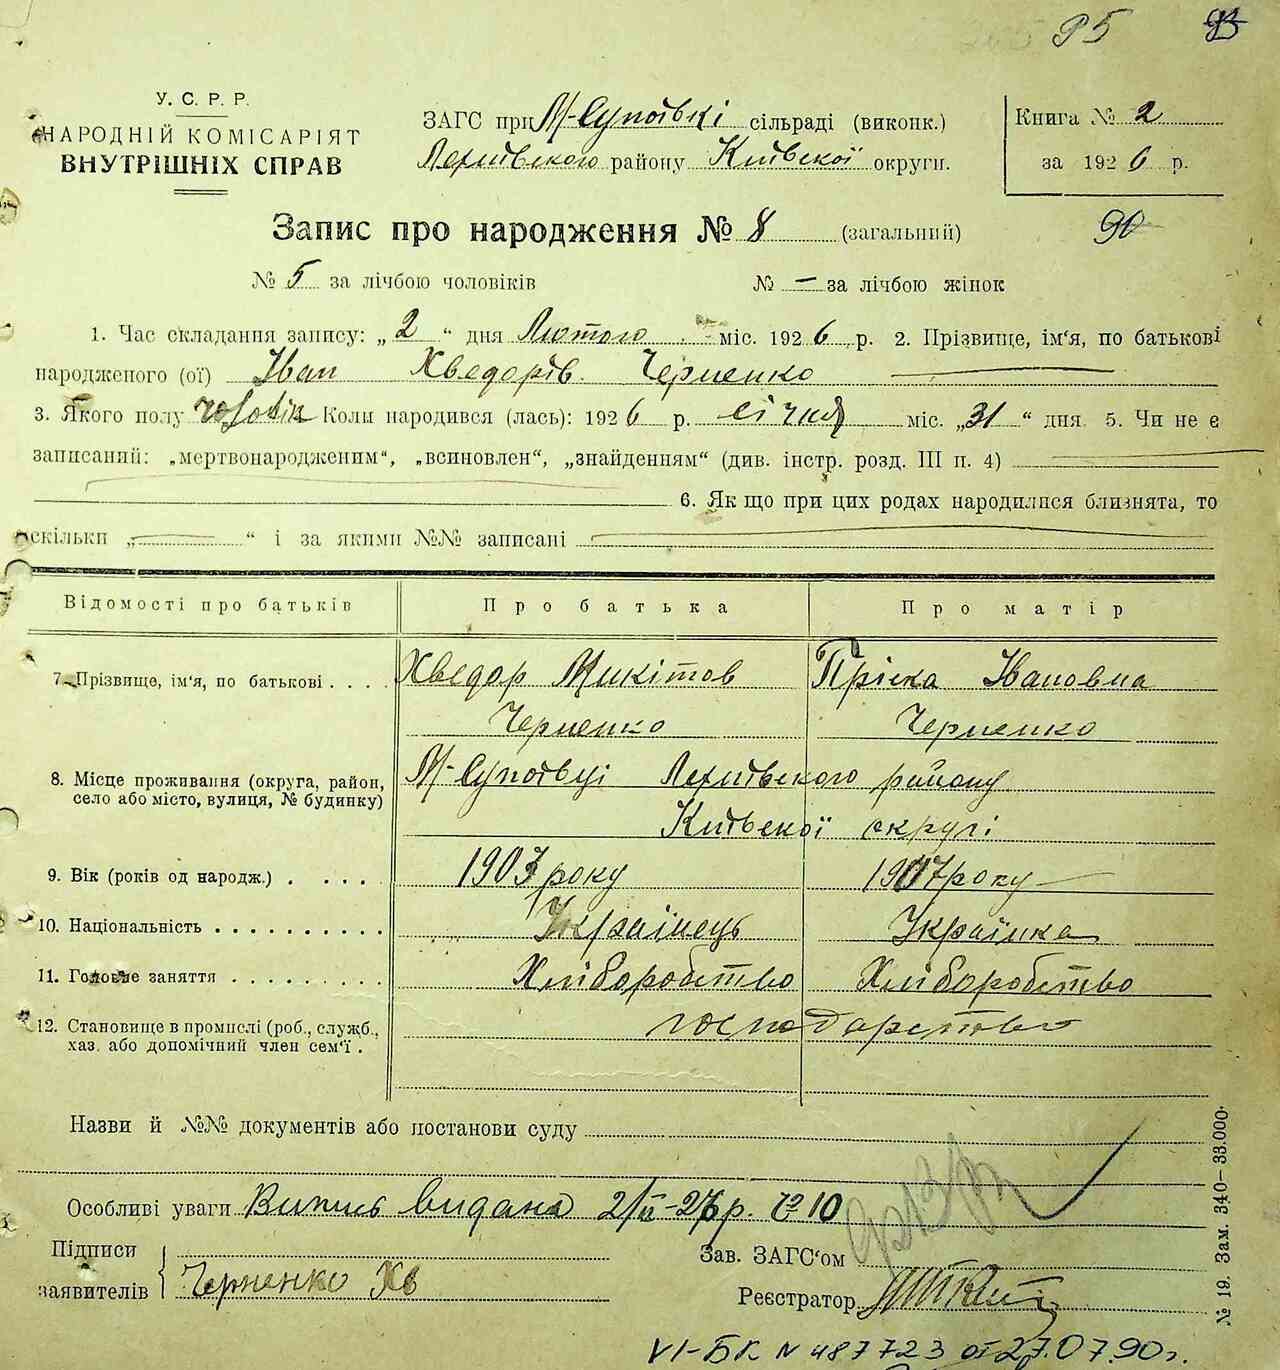 95
У. С. Р. Р.
НАРОДНІЙ КОМІСАРІЯТ
ВНУТРІШНІХ СПРАВ
ЗАГС при М-Супоївкі сільраді (виконк.)
району Київскої округи.
Книга № 2
за 1926 р.
Запис про народження № 8 (загальний)
90
№ 5 за лічбою чоловіків № — за лічбою жінок
1. Час складання запису: „2“ дня Лютого міс. 1926 р. 2. Прізвище, ім‘я, по батькові
народженого (ої) Іван Хведорів Черненко
3. Якого полу чоловік Коли народився (лась): 1926 р. січня міс. „31“ дня 5. Чи не є
записаний: „мертвонародженим“, „всиновлен“, „знайденням“ (див. інстр. розд. III п. 4)
6. Як що при цих родах народилися близнята, то
скільки „ “ і за якими №№ записані
Відомості про батьків Про батька Про матір
7. Прізвище, ім‘я, по батькові . . . . Хведор Микітов Пріска Івановна
Черненко Черненко
8. Місце проживання (округа, район, М-Супоївці району
село або місто, вулиця, № будинку)
Київскої округі
9. Вік (років од народж.) . . . . 1903 року 1907 року
10. Національність . . . . . . . . . . Українець Українка
11. Головне заняття . . . . . . . . . Хліборобство Хліборобство
12. Становище в промислі (роб., служб., господарство
хаз. або допомічний член сем‘ї .
Назви й №№ документів або постанови суду
Особливі уваги Випись видана 2/II-26 р. № 10
Підписи
заявителів Черненко Хв
Зав. ЗАГС‘ом
Реєстратор
№ 19. Зам. 340—33.000.
VI-БК N 487723 от 27.07.90г.